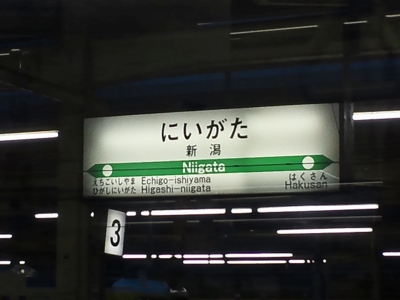 にいがた
新潟
Niigata
えちごいしやま Echigo-ishiyama
ひがしにいがた Higashi-niigata
はくさん
Hakusan
3